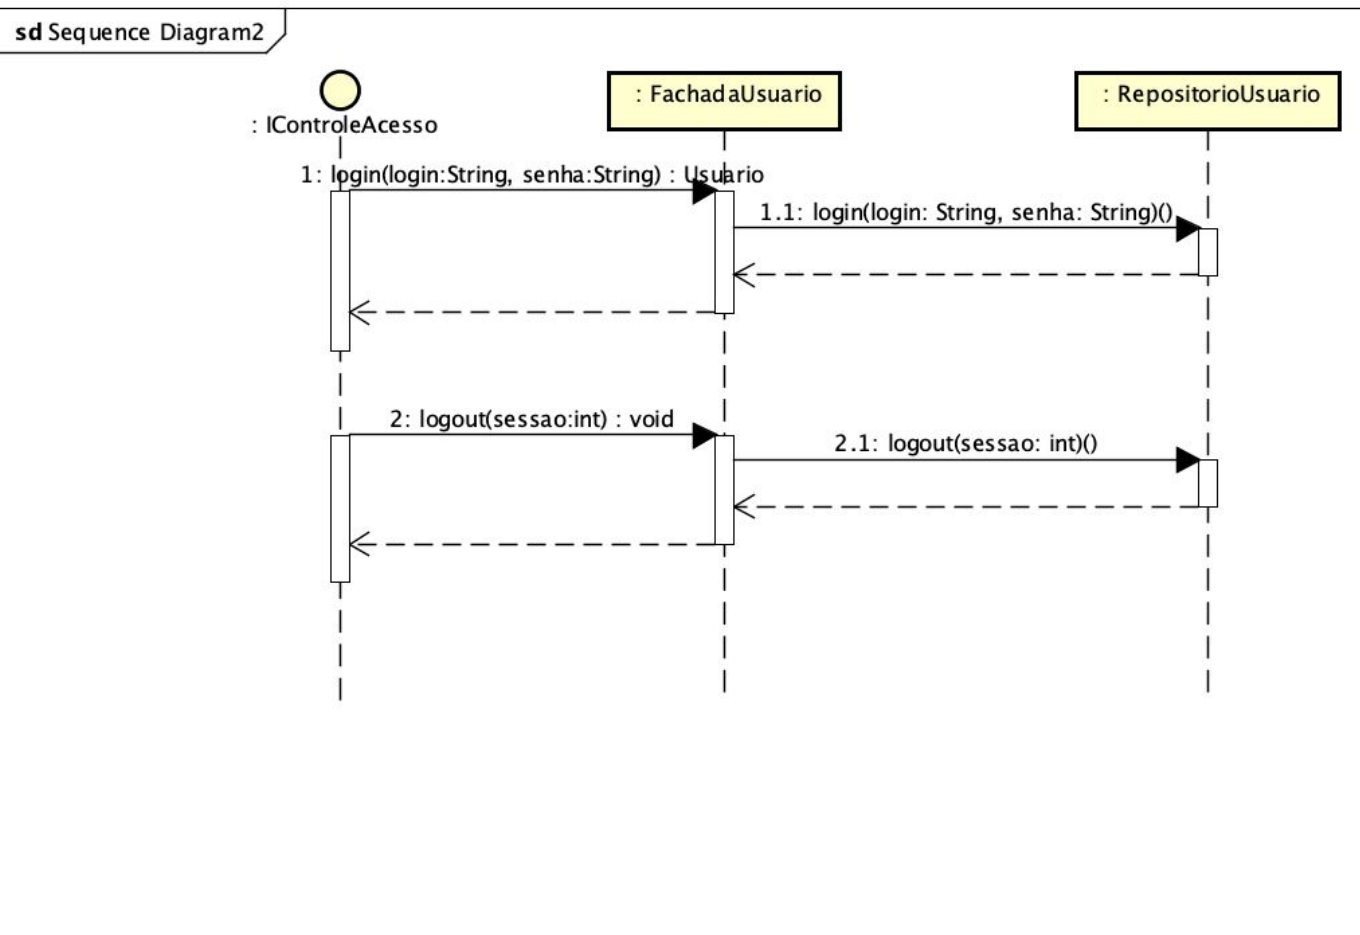 sd Sequence Diagram2
: IControleAcesso
: FachadaUsuario
: RepositorioUsuario
1: login(login:String, senha:String) : Usuario
1.1: login(login: String, senha: String)()
2: logout(sessao:int) : void
2.1: logout(sessao: int)()